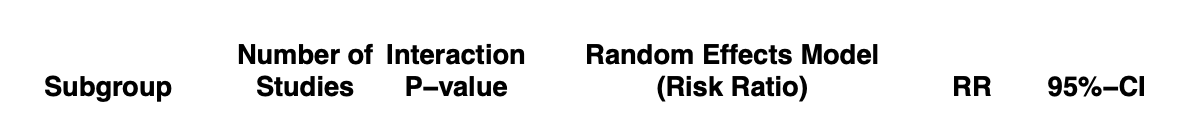 Number of Interaction Random Effects Model
Subgroup Studies P–value (Risk Ratio) RR 95%–CI